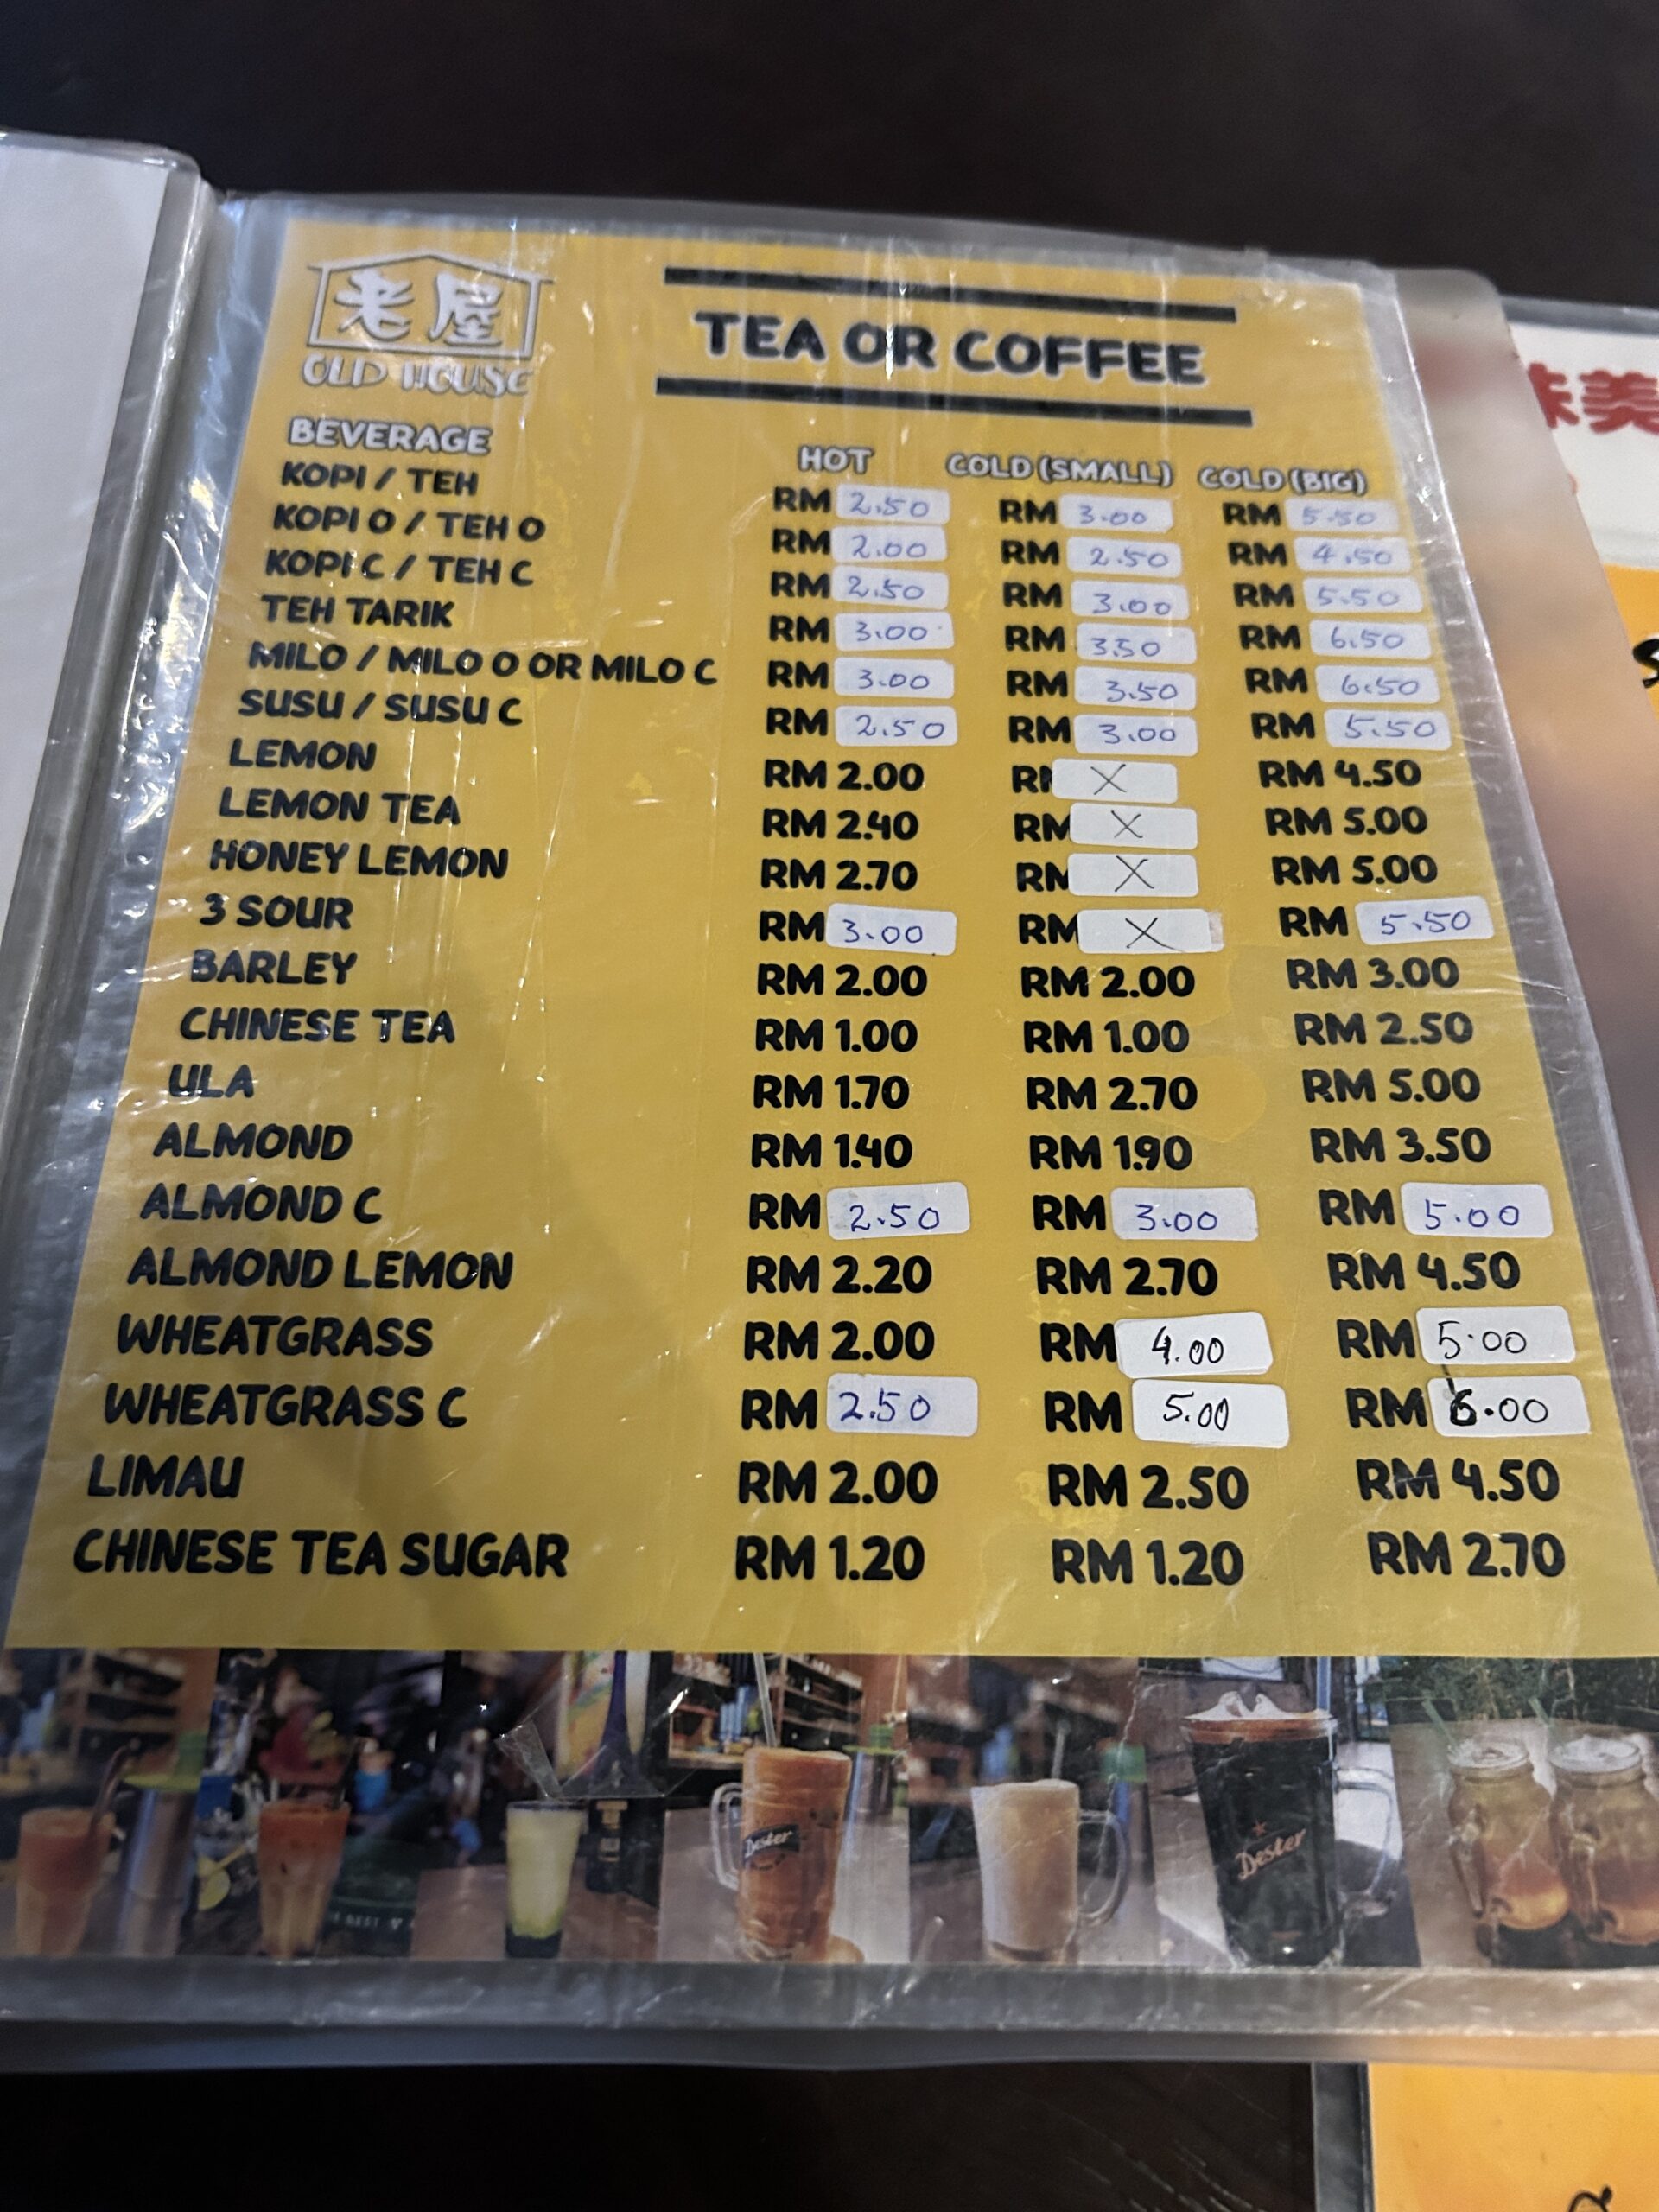 老屋
OLD HOUSE
TEA OR COFFEE
BEVERAGE HOT COLD (SMALL) COLD (BIG)
KOPI / TEH RM 2.50 RM 3.00 RM 5.50
KOPI O / TEH O RM 2.00 RM 2.50 RM 4.50
KOPI C / TEH C RM 2.50 RM 3.00 RM 5.50
TEH TARIK RM 3.00 RM 3.50 RM 6.50
MILO / MILO O OR MILO C RM 3.00 RM 3.50 RM 6.50
SUSU / SUSU C RM 2.50 RM 3.00 RM 5.50
LEMON RM 2.00 RM X RM 4.50
LEMON TEA RM 2.40 RM X RM 5.00
HONEY LEMON RM 2.70 RM X RM 5.00
3 SOUR RM 3.00 RM X RM 5.50
BARLEY RM 2.00 RM 2.00 RM 3.00
CHINESE TEA RM 1.00 RM 1.00 RM 2.50
ULA RM 1.70 RM 2.70 RM 5.00
ALMOND RM 1.40 RM 1.90 RM 3.50
ALMOND C RM 2.50 RM 3.00 RM 5.00
ALMOND LEMON RM 2.20 RM 2.70 RM 4.50
WHEATGRASS RM 2.00 RM 4.00 RM 5.00
WHEATGRASS C RM 2.50 RM 5.00 RM 6.00
LIMAU RM 2.00 RM 2.50 RM 4.50
CHINESE TEA SUGAR RM 1.20 RM 1.20 RM 2.70
Dester
Dester
味美